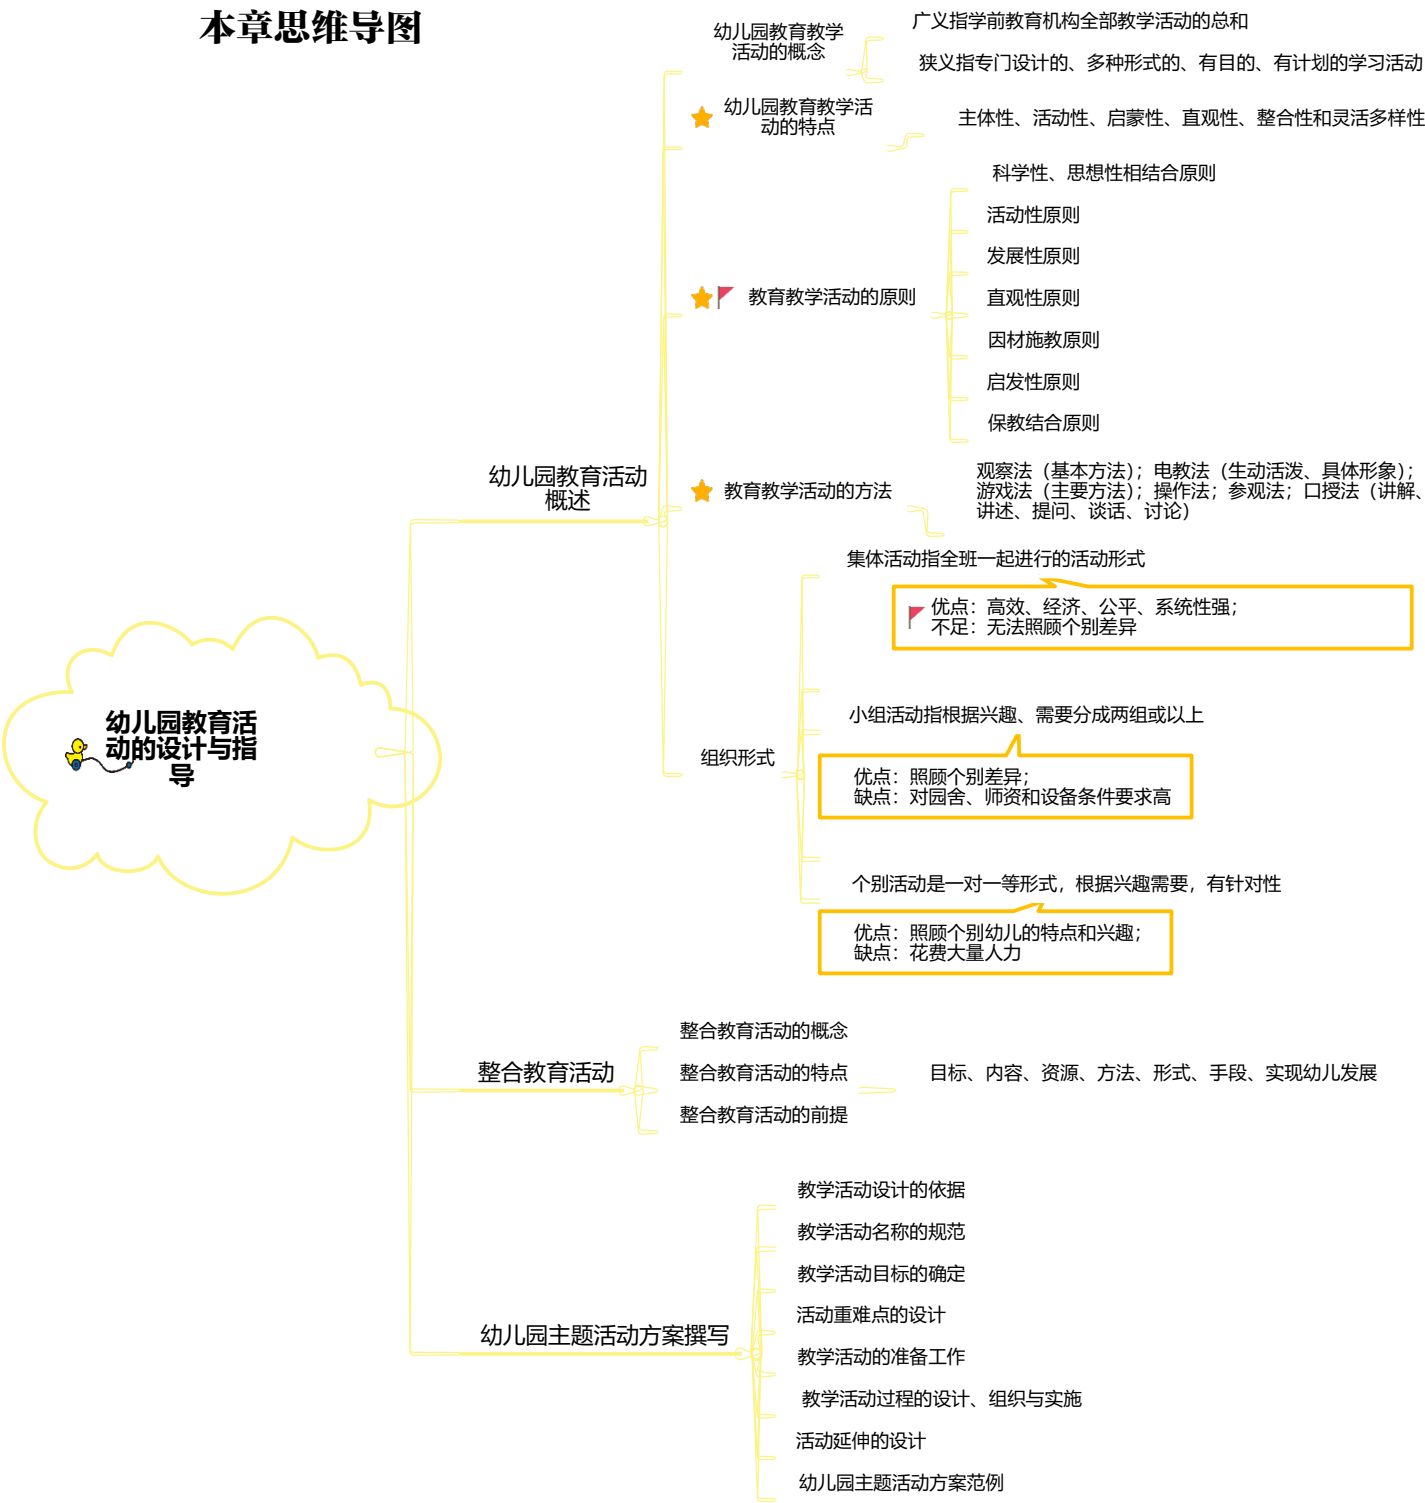 本章思维导图
幼儿园教育活
动的设计与指
导
幼儿园教育活动
概述
幼儿园教育教学
活动的概念
广义指学前教育机构全部教学活动的总和
狭义指专门设计的、多种形式的、有目的、有计划的学习活动
幼儿园教育教学活
动的特点
主体性、活动性、启蒙性、直观性、整合性和灵活多样性
教育教学活动的原则
科学性、思想性相结合原则
活动性原则
发展性原则
直观性原则
因材施教原则
启发性原则
保教结合原则
教育教学活动的方法
观察法（基本方法）；电教法（生动活泼、具体形象）；
游戏法（主要方法）；操作法；参观法；口授法（讲解、
讲述、提问、谈话、讨论）
组织形式
集体活动指全班一起进行的活动形式
优点：高效、经济、公平、系统性强；
不足：无法照顾个别差异
小组活动指根据兴趣、需要分成两组或以上
优点：照顾个别差异；
缺点：对园舍、师资和设备条件要求高
个别活动是一对一等形式，根据兴趣需要，有针对性
优点：照顾个别幼儿的特点和兴趣；
缺点：花费大量人力
整合教育活动
整合教育活动的概念
整合教育活动的特点
目标、内容、资源、方法、形式、手段、实现幼儿发展
整合教育活动的前提
幼儿园主题活动方案撰写
教学活动设计的依据
教学活动名称的规范
教学活动目标的确定
活动重难点的设计
教学活动的准备工作
教学活动过程的设计、组织与实施
活动延伸的设计
幼儿园主题活动方案范例